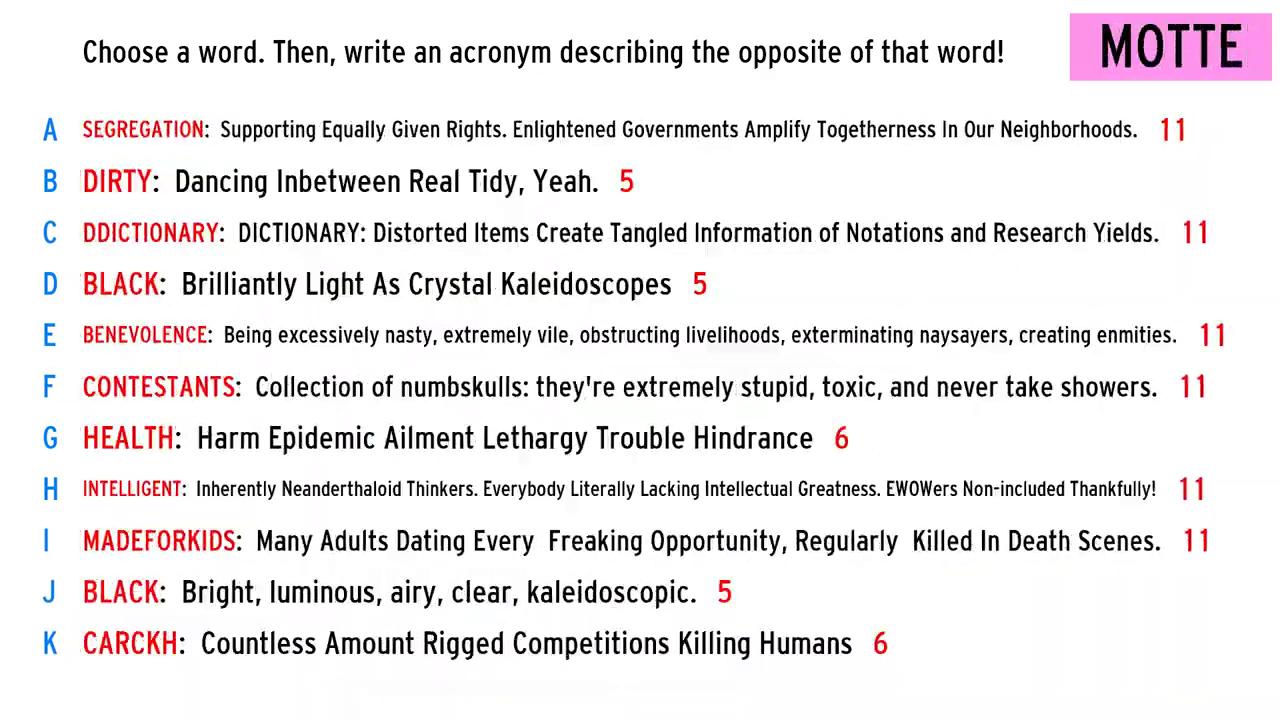 Choose a word. Then, write an acronym describing the opposite of that word! MOTTE
A SEGREGATION: Supporting Equally Given Rights. Enlightened Governments Amplify Togetherness In Our Neighborhoods. 11
B DIRTY: Dancing Inbetween Real Tidy, Yeah. 5
C DDICTIONARY: DICTIONARY: Distorted Items Create Tangled Information of Notations and Research Yields. 11
D BLACK: Brilliantly Light As Crystal Kaleidoscopes 5
E BENEVOLENCE: Being excessively nasty, extremely vile, obstructing livelihoods, exterminating naysayers, creating enmities. 11
F CONTESTANTS: Collection of numbskulls: they're extremely stupid, toxic, and never take showers. 11
G HEALTH: Harm Epidemic Ailment Lethargy Trouble Hindrance 6
H INTELLIGENT: Inherently Neanderthaloid Thinkers. Everybody Literally Lacking Intellectual Greatness. EWOWers Non-included Thankfully! 11
I MADEFORKIDS: Many Adults Dating Every Freaking Opportunity, Regularly Killed In Death Scenes. 11
J BLACK: Bright, luminous, airy, clear, kaleidoscopic. 5
K CARCKH: Countless Amount Rigged Competitions Killing Humans 6